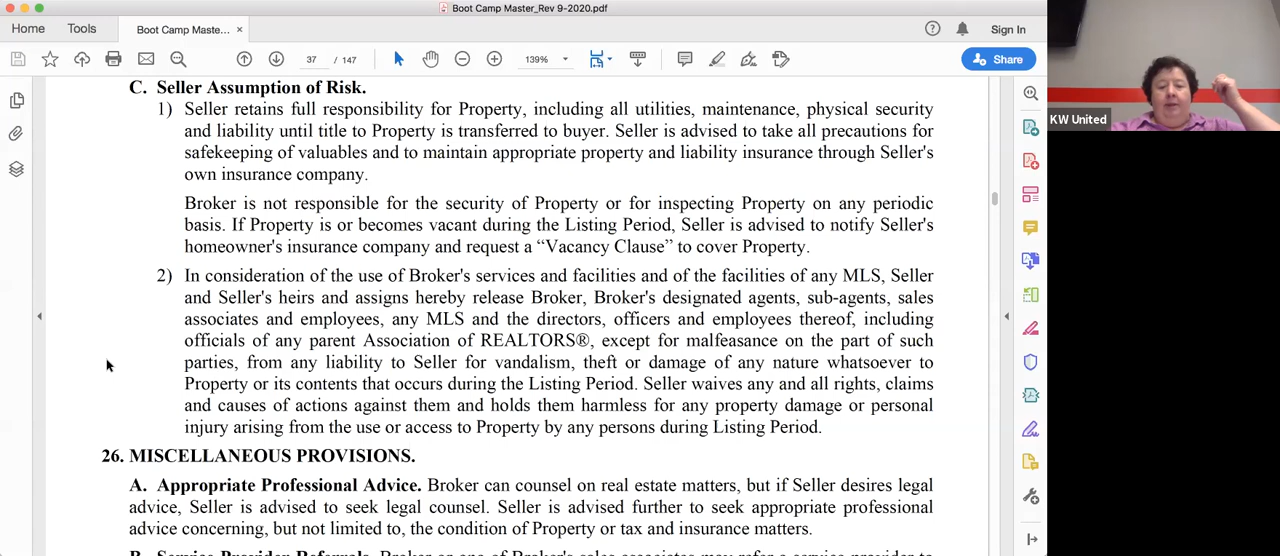 Boot Camp Master_Rev 9-2020.pdf
Home Tools Boot Camp Maste... × Sign In
37 / 147 139% Share
C. Seller Assumption of Risk.
1) Seller retains full responsibility for Property, including all utilities, maintenance, physical security
and liability until title to Property is transferred to buyer. Seller is advised to take all precautions for
safekeeping of valuables and to maintain appropriate property and liability insurance through Seller's
own insurance company.
Broker is not responsible for the security of Property or for inspecting Property on any periodic
basis. If Property is or becomes vacant during the Listing Period, Seller is advised to notify Seller's
homeowner's insurance company and request a “Vacancy Clause” to cover Property.
2) In consideration of the use of Broker's services and facilities and of the facilities of any MLS, Seller
and Seller's heirs and assigns hereby release Broker, Broker's designated agents, sub-agents, sales
associates and employees, any MLS and the directors, officers and employees thereof, including
officials of any parent Association of REALTORS®, except for malfeasance on the part of such
parties, from any liability to Seller for vandalism, theft or damage of any nature whatsoever to
Property or its contents that occurs during the Listing Period. Seller waives any and all rights, claims
and causes of actions against them and holds them harmless for any property damage or personal
injury arising from the use or access to Property by any persons during Listing Period.
26. MISCELLANEOUS PROVISIONS.
A. Appropriate Professional Advice. Broker can counsel on real estate matters, but if Seller desires legal
advice, Seller is advised to seek legal counsel. Seller is advised further to seek appropriate professional
advice concerning, but not limited to, the condition of Property or tax and insurance matters.
B. Service Provider Referrals. Broker or one of Broker's sales associates may refer a service provider to
KW United